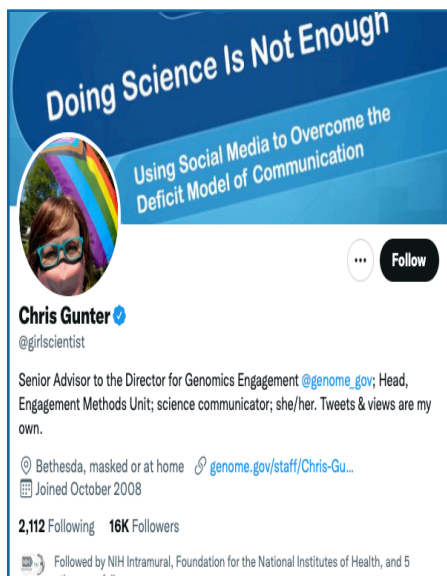 Doing Science Is Not Enough
Using Social Media to Overcome the
Deficit Model of Communication
Follow
Chris Gunter
@girlscientist
Senior Advisor to the Director for Genomics Engagement @genome_gov; Head,
Engagement Methods Unit; science communicator; she/her. Tweets & views are my
own.
Bethesda, masked or at home genome.gov/staff/Chris-Gu...
Joined October 2008
2,112 Following 16K Followers
Followed by NIH Intramural, Foundation for the National Institutes of Health, and 5